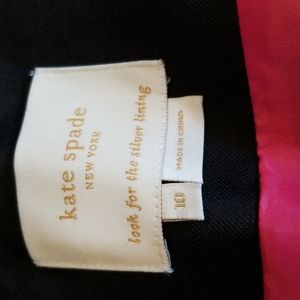 kate spade
NEW YORK
look for the silver lining
MADE IN CHINA
10